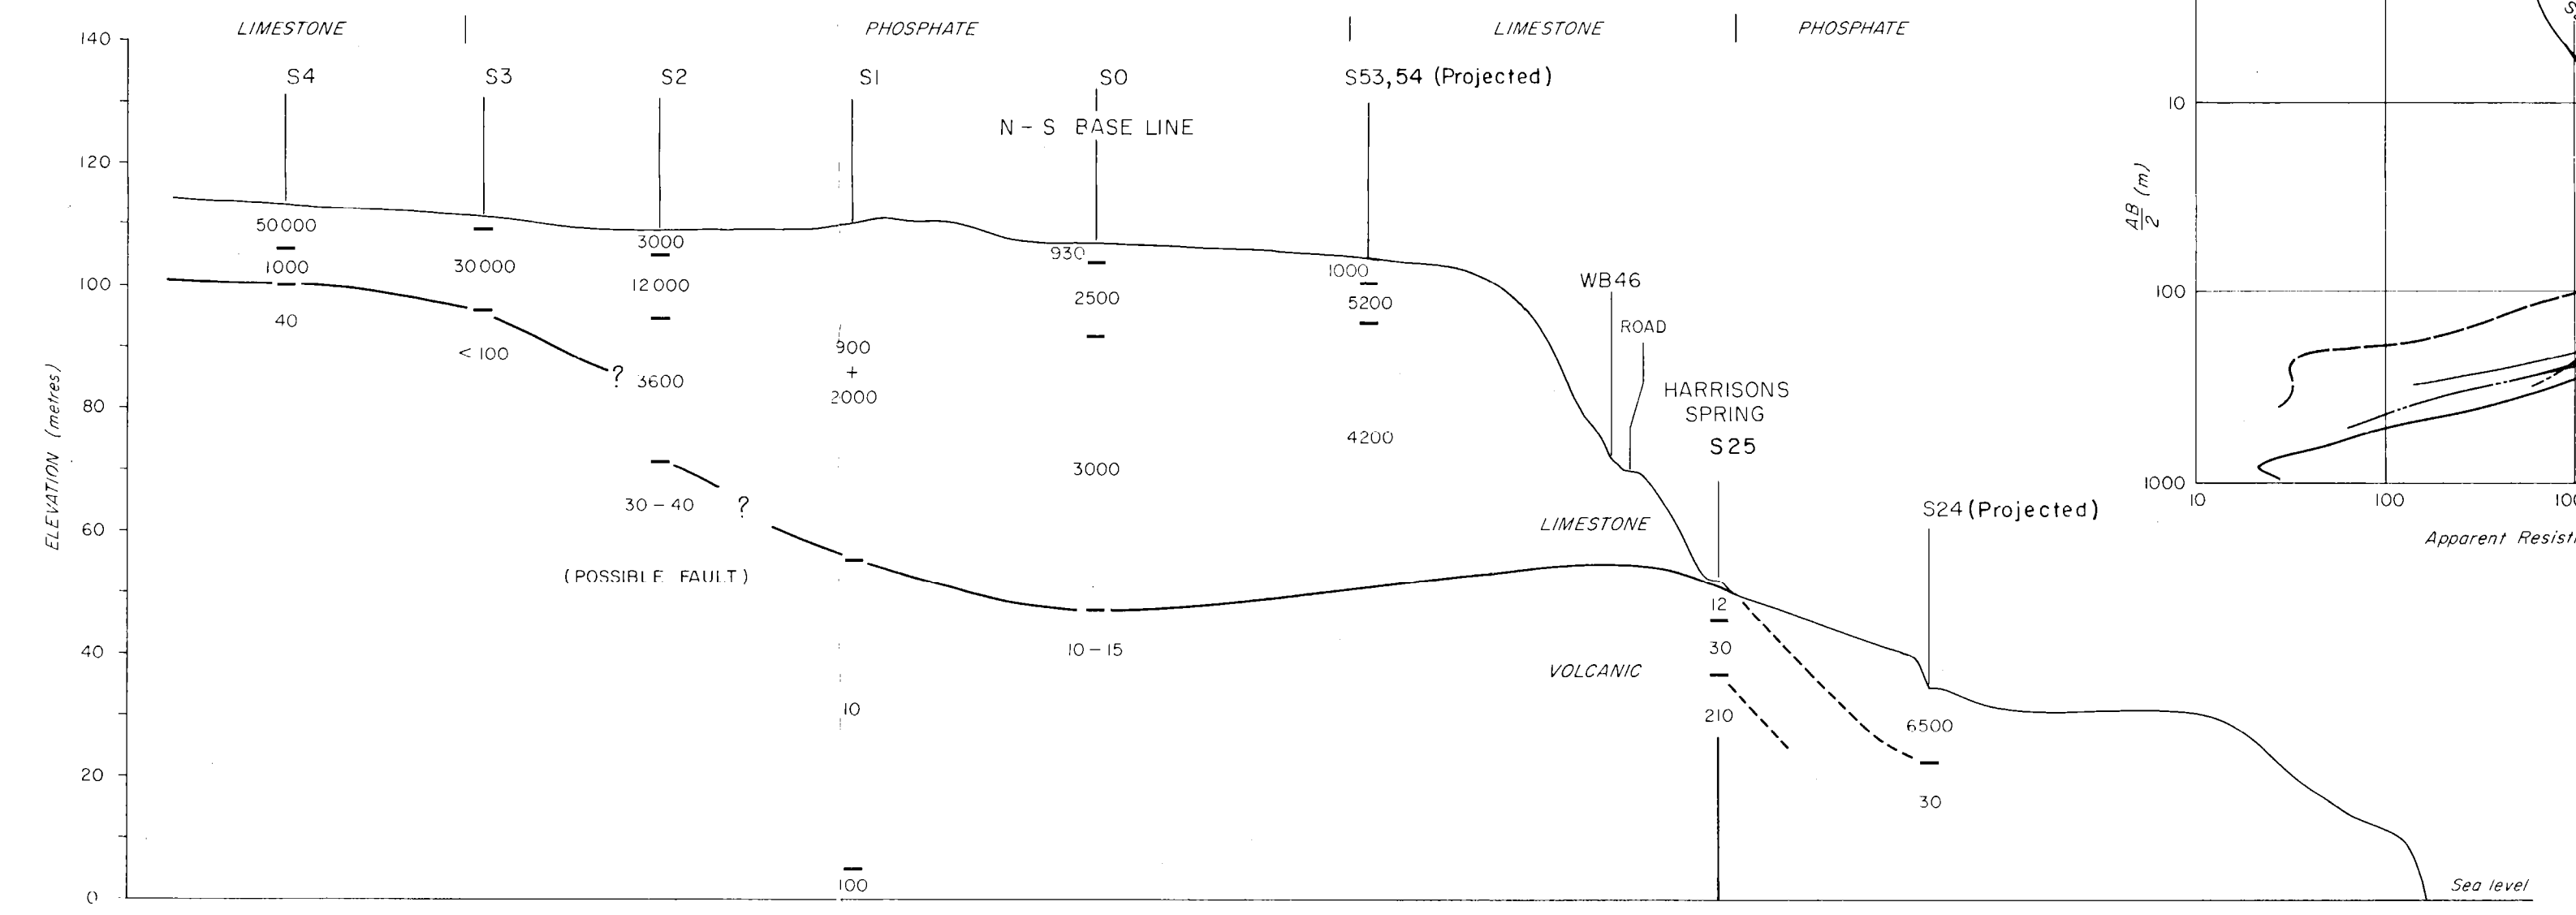 LIMESTONE PHOSPHATE LIMESTONE PHOSPHATE
140
S4 S3 S2 S1 S0 S53,54 (Projected)
N - S BASE LINE
120
50000
3000
930
1000
1000
30000
12000
2500
5200
100
40
< 100
? 3600
900
+
2000
3000
4200
80
WB46
ROAD
HARRISONS
SPRING
S25
S24 (Projected)
30 - 40
?
60
LIMESTONE
(POSSIBLE FAULT)
ELEVATION (metres)
12
10 - 15
30
40
VOLCANIC
10
210
6500
20
30
100
0
Sea level
10
AB
2
(m)
100
1000
10 100